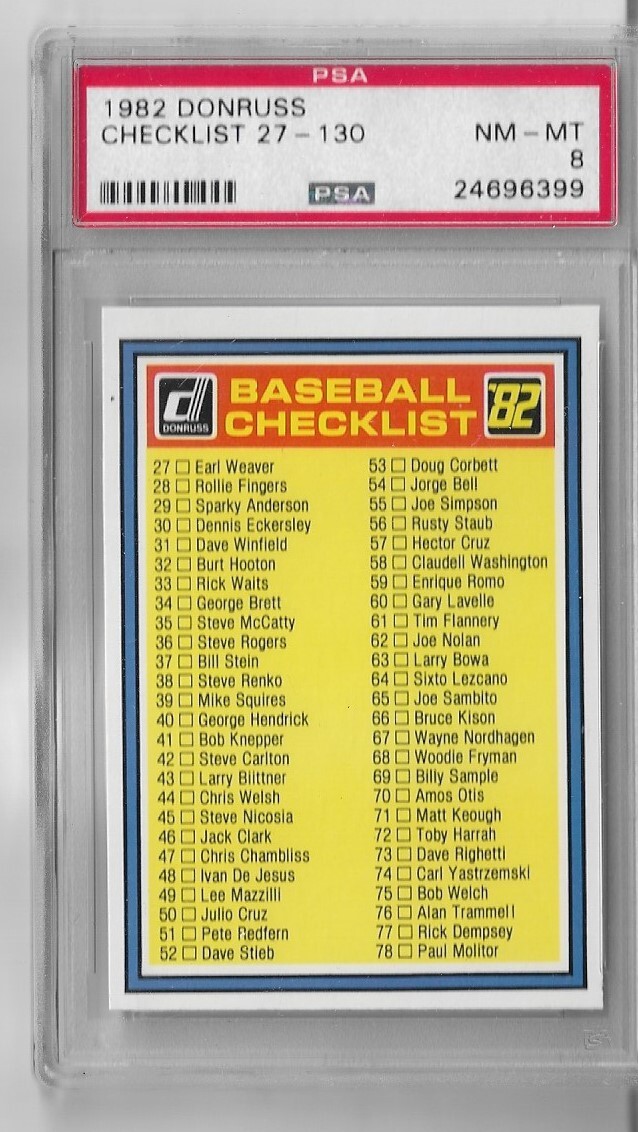 PSA
1982 DONRUSS
CHECKLIST 27 - 130 NM - MT
8
PSA 24696399
DONRUSS BASEBALL CHECKLIST '82
27 Earl Weaver
28 Rollie Fingers
29 Sparky Anderson
30 Dennis Eckersley
31 Dave Winfield
32 Burt Hooton
33 Rick Waits
34 George Brett
35 Steve McCatty
36 Steve Rogers
37 Bill Stein
38 Steve Renko
39 Mike Squires
40 George Hendrick
41 Bob Knepper
42 Steve Carlton
43 Larry Biittner
44 Chris Welsh
45 Steve Nicosia
46 Jack Clark
47 Chris Chambliss
48 Ivan De Jesus
49 Lee Mazzilli
50 Julio Cruz
51 Pete Redfern
52 Dave Stieb
53 Doug Corbett
54 Jorge Bell
55 Joe Simpson
56 Rusty Staub
57 Hector Cruz
58 Claudell Washington
59 Enrique Romo
60 Gary Lavelle
61 Tim Flannery
62 Joe Nolan
63 Larry Bowa
64 Sixto Lezcano
65 Joe Sambito
66 Bruce Kison
67 Wayne Nordhagen
68 Woodie Fryman
69 Billy Sample
70 Amos Otis
71 Matt Keough
72 Toby Harrah
73 Dave Righetti
74 Carl Yastrzemski
75 Bob Welch
76 Alan Trammell
77 Rick Dempsey
78 Paul Molitor